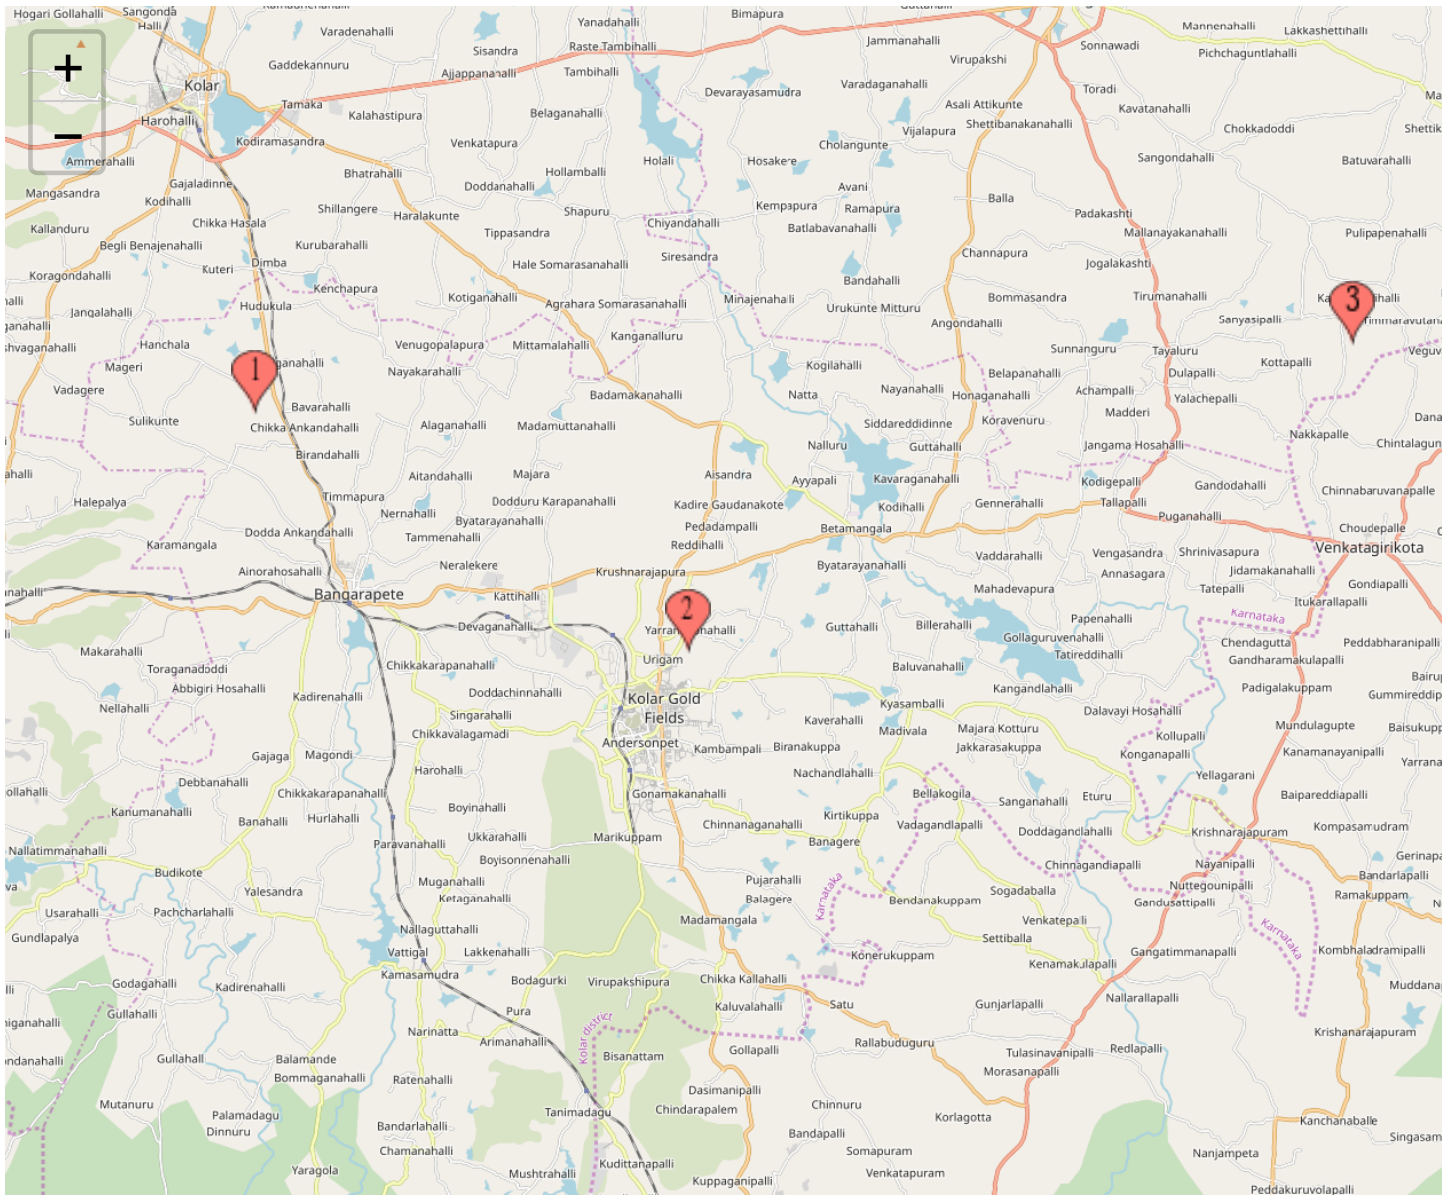 Hogari Gollahalli
Sangonda
Halli
Varadenahalli
Yanadahalli
Bimapura
Mannenahalli
Lakkashettihalli
Sisandra
Raste Tambihalli
Jammanahalli
Sonnawadi
Pichchaguntlahalli
+
Gaddekannuru
Ajjappanahalli
Tambihalli
Virupakshi
Kolar
Devarayasamudra
Varadaganahalli
Toradi
Tamaka
Kalahastipura
Belaganahalli
Asali Attikunte
Kavatanahalli
Harohalli
Vijalapura
Shettibanakanahalli
Chokkadoddi
Shettik
−
Kodiramasandra
Venkatapura
Cholangunte
Ammerahalli
Bhatrahalli
Hollamballi
Holali
Hosakere
Sangondahalli
Batuvarahalli
Gajaladinne
Doddanahalli
Avani
Mangasandra
Kodihalli
Shillangere
Haralakunte
Shapuru
Kempapura
Ramapura
Balla
Padakashti
Kallanduru
Chikka Hasala
Tippasandra
Chiyandahalli
Batlabavanahalli
Mallanayakanahalli
Pulipapenahalli
Begli Benajenahalli
Kurubarahalli
Siresandra
Channapura
Koragondahalli
Kuteri
Dimba
Hale Somarasanahalli
Bandahalli
Jogalakashti
Kenchapura
Kotiganahalli
Agrahara Somarasanahalli
Minajenahalli
Urukunte Mitturu
Bommasandra
Tirumanahalli
3
Jangalahalli
Hudukula
Angondahalli
Sanyasipalli
Hanchala
Venugopalapura
Mittamalahalli
Kanganalluru
Sunnanguru
Tayaluru
Veguv
Mageri
1
Nayakarahalli
Kogilahalli
Belapanahalli
Dulapalli
Kottapalli
Vadagere
Badamakanahalli
Natta
Nayanahalli
Honaganahalli
Achampalli
Yalachepalli
Sulikunte
Bavarahalli
Chikka Ankandahalli
Alaganahalli
Madamuttanahalli
Siddareddidinne
Koravenuru
Madderi
Dana
Nakkapalle
Chintalagun
Birandahalli
Nalluru
Guttahalli
Jangama Hosahalli
Aitandahalli
Majara
Aisandra
Ayyapali
Kavaraganahalli
Kodigepalli
Gandodahalli
Chinnabaruvanapalle
Halepalya
Timmapura
Nernahalli
Dodduru Karapanahalli
Kadire Gaudanakote
Kodihalli
Gennerahalli
Tallapalli
Puganahalli
Byatarayanahalli
Pedadampalli
Betamangala
Choudepalle
Karamangala
Dodda Ankandahalli
Tammenahalli
Reddihalli
Vaddarahalli
Vengasandra
Shrinivasapura
Venkatagirikota
Ainorahosahalli
Neralekere
Krushnarajapura
Byatarayanahalli
Annasagara
Jidamakanahalli
Bangarapete
Kattihalli
Mahadevapura
Tatepalli
Gondiapalli
Itukarallapalli
2
Devaganahalli
Guttahalli
Billerahalli
Papenahalli
Karnataka
Makarahalli
Urigam
Gollaguruvenahalli
Chendagutta
Peddabharanipalli
Toraganadoddi
Chikkakarapanahalli
Baluvanahalli
Tatireddihalli
Gandharamakulapalli
Abbigiri Hosahalli
Kadirenahalli
Doddachinnahalli
Kolar Gold
Fields
Kangandlahalli
Padigalakuppam
Gummireddip
Nellahalli
Singarahalli
Kyasamballi
Dalavayi Hosahalli
Chikkavalagamadi
Kaverahalli
Madivala
Majara Kotturu
Mundulagupte
Baisukupp
Gajaga
Magondi
Andersonpet
Kambampali
Biranakuppa
Jakkarasakuppa
Kollupalli
Konganapalli
Kanamanayanipalli
Yarrana
Debbanahalli
Harohalli
Nachandlahalli
Yellagarani
Chikkakarapanahalli
Gonamakanahalli
Bellakogila
Sanganahalli
Eturu
Baipareddiapalli
Kanumanahalli
Banahalli
Hurlahalli
Boyinahalli
Chinnanaganahalli
Kirtikuppa
Vadagandlapalli
Doddagandlahalli
Krishnarajapuram
Kompasamudram
Nallatimmanahalli
Paravanahalli
Ukkarahalli
Marikuppam
Banagere
Boyisonnenahalli
Chinnagandiapalli
Nayanipalli
Gerinapa
Budikote
Yalesandra
Muganahalli
Pujarahalli
Sogadaballa
Nuttegounipalli
Bandarlapalli
Ramakuppam
Ketaganahalli
Balagere
Karnataka
Bendanakuppam
Gandusattipalli
Usarahalli
Pacharlahalli
Madamangala
Venkatepalli
Gundlapalya
Nallaguttahalli
Settiballa
Karnataka
Vattigal
Lakkenahalli
Konerukuppam
Kenamakulapalli
Gangatimmanapalli
Kombhaladramipalli
Godagahalli
Kadirenahalli
Kamasamudra
Bodagurki
Virupakshipura
Chikka Kallahalli
Nallarallapalli
Muddana
Gullahalli
Pura
Kolar district
Kaluvalahalli
Satu
Gunjarlapalli
Narinatta
Arimanahalli
Krishanarajapuram
Gullahall
Balamande
Bisanattam
Gollapalli
Rallabuduguru
Tulasinavanipalli
Redlapalli
Bommaganahalli
Ratenahalli
Dasimanipalli
Morasanapalli
Mutanuru
Palamadagu
Dinnuru
Tanimadagu
Chindarapalem
Chinnuru
Korlagotta
Kanchanaballe
Bandarlahalli
Bandapalli
Singasam
Chamanahalli
Somapuram
Nanjampeta
Yaragola
Mushtrahalli
Kudittanapalli
Kuppaganipalli
Venkatapuram
Peddakuruvolapalli